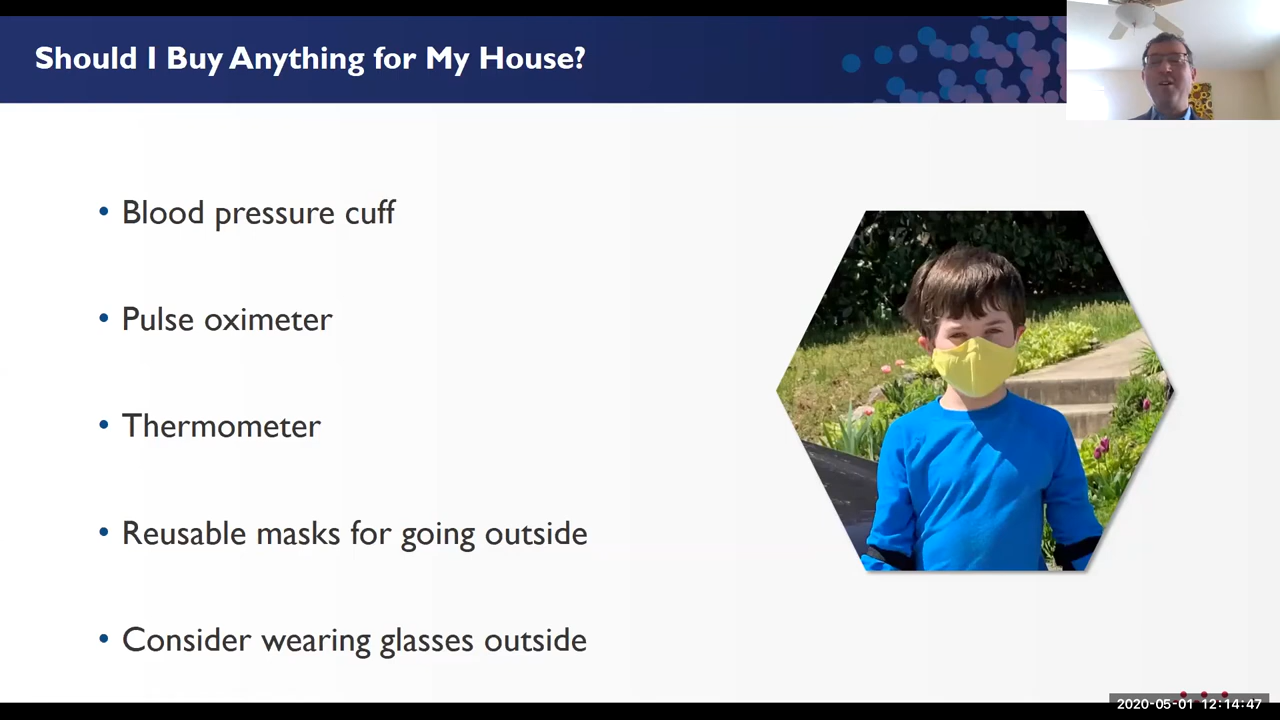 Should I Buy Anything for My House?
• Blood pressure cuff
• Pulse oximeter
• Thermometer
• Reusable masks for going outside
• Consider wearing glasses outside
2020-05-01 12:14:47